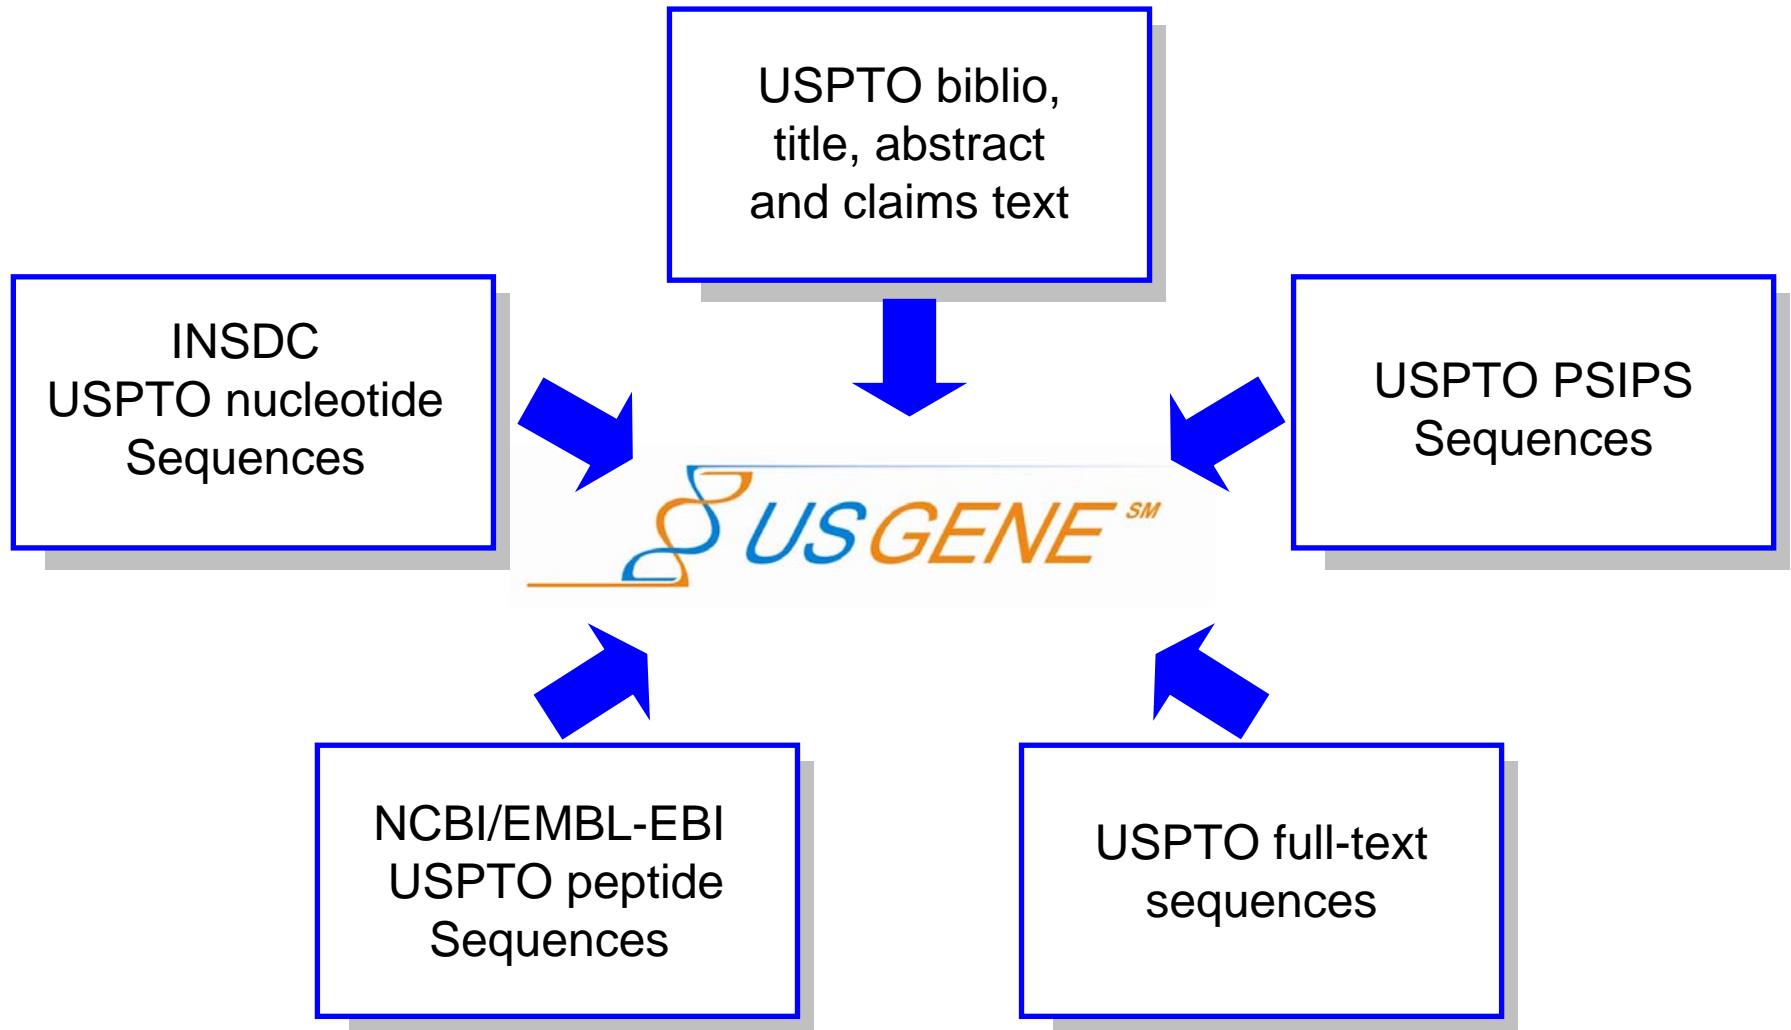 USPTO biblio,
title, abstract
and claims text
INSDC
USPTO nucleotide
Sequences
USPTO PSIPS
Sequences
USGENE SM
NCBI/EMBL-EBI
USPTO peptide
Sequences
USPTO full-text
sequences